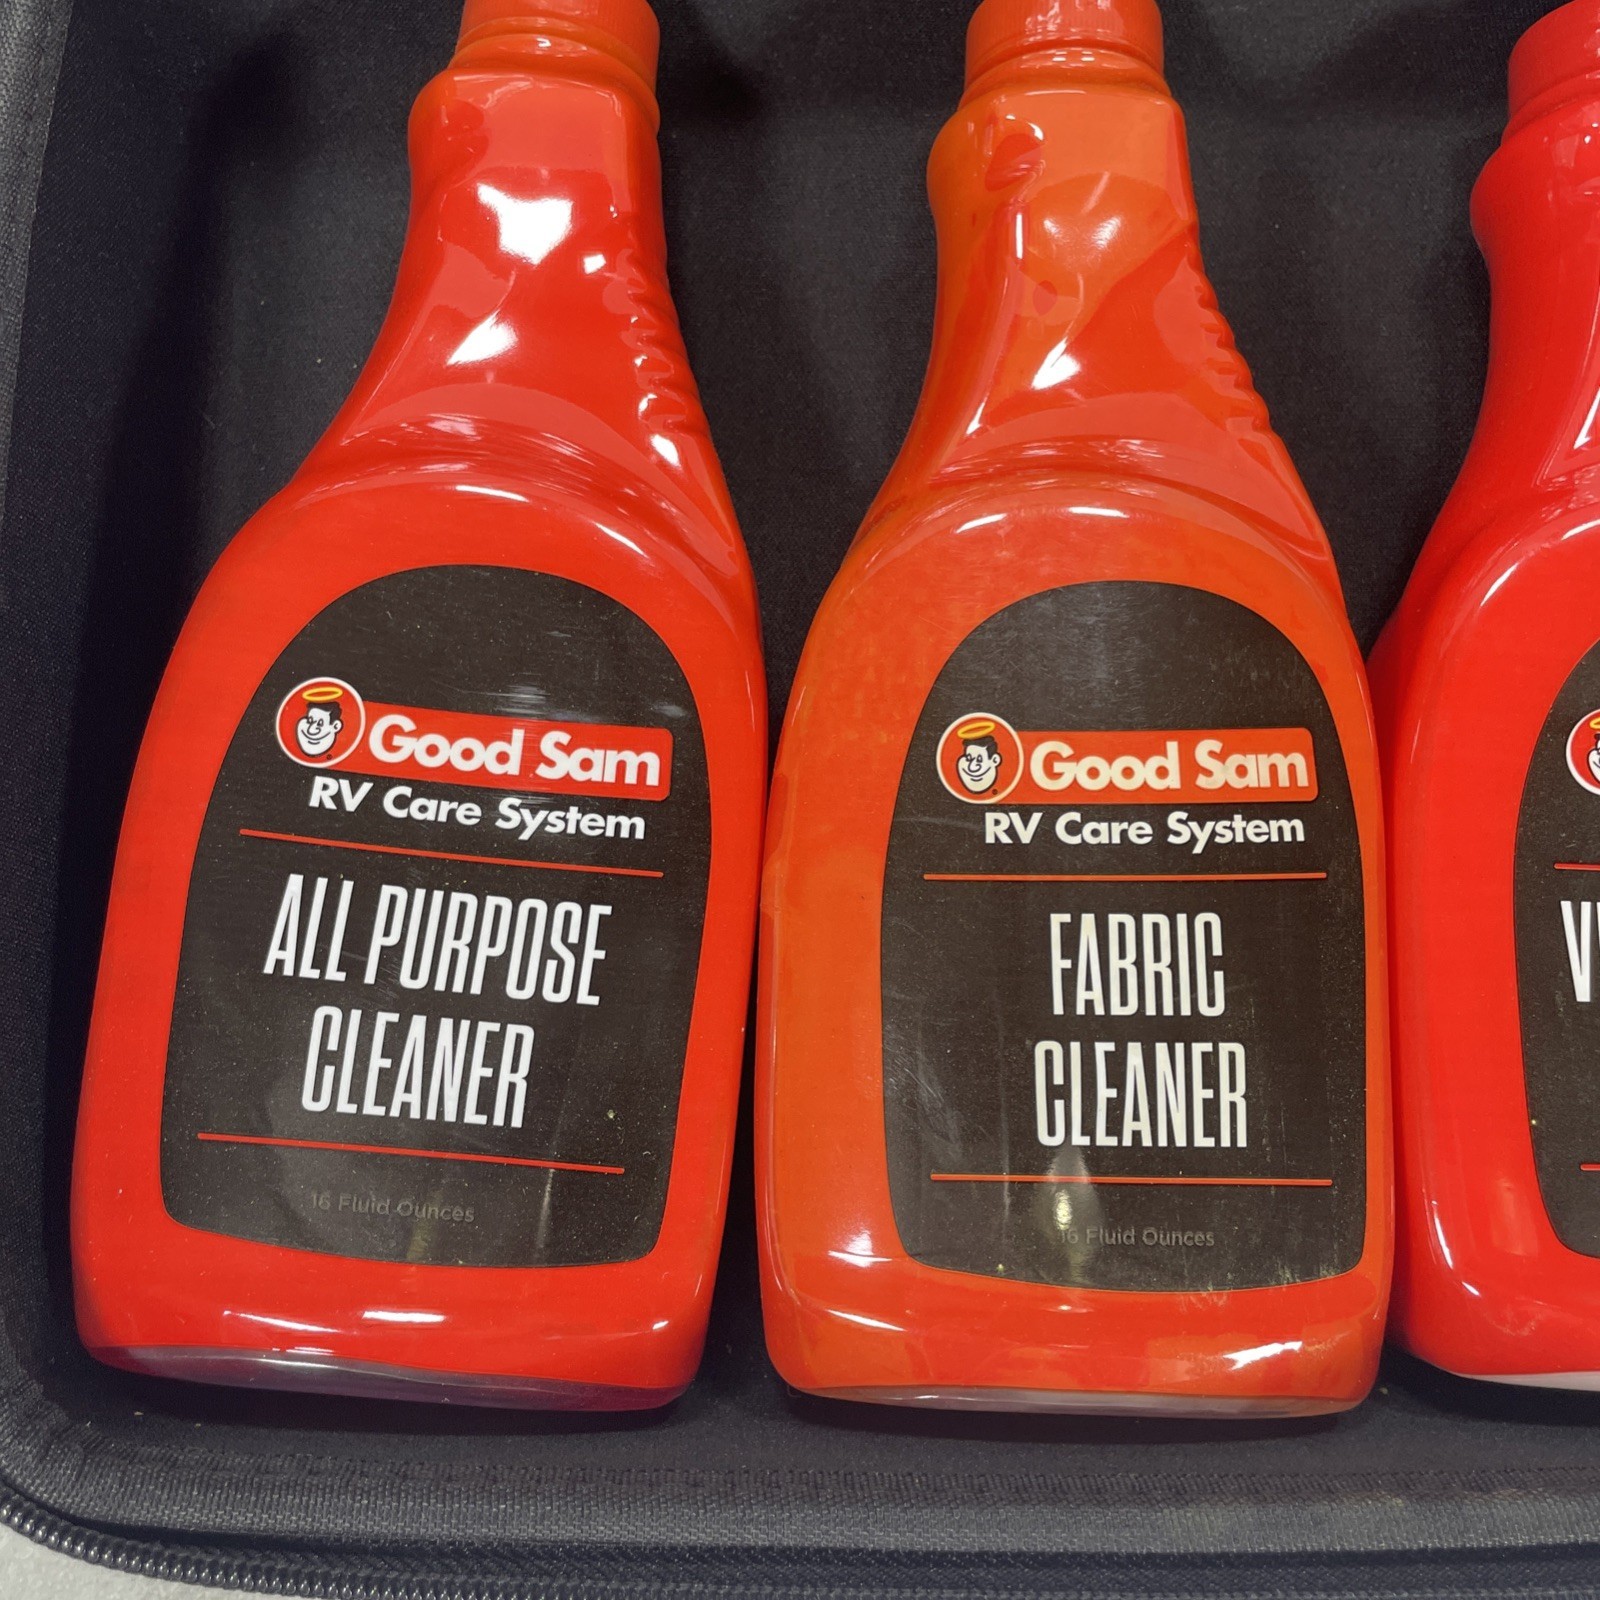 Good Sam
RV Care System
ALL PURPOSE
CLEANER
16 Fluid Ounces
Good Sam
RV Care System
FABRIC
CLEANER
16 Fluid Ounces